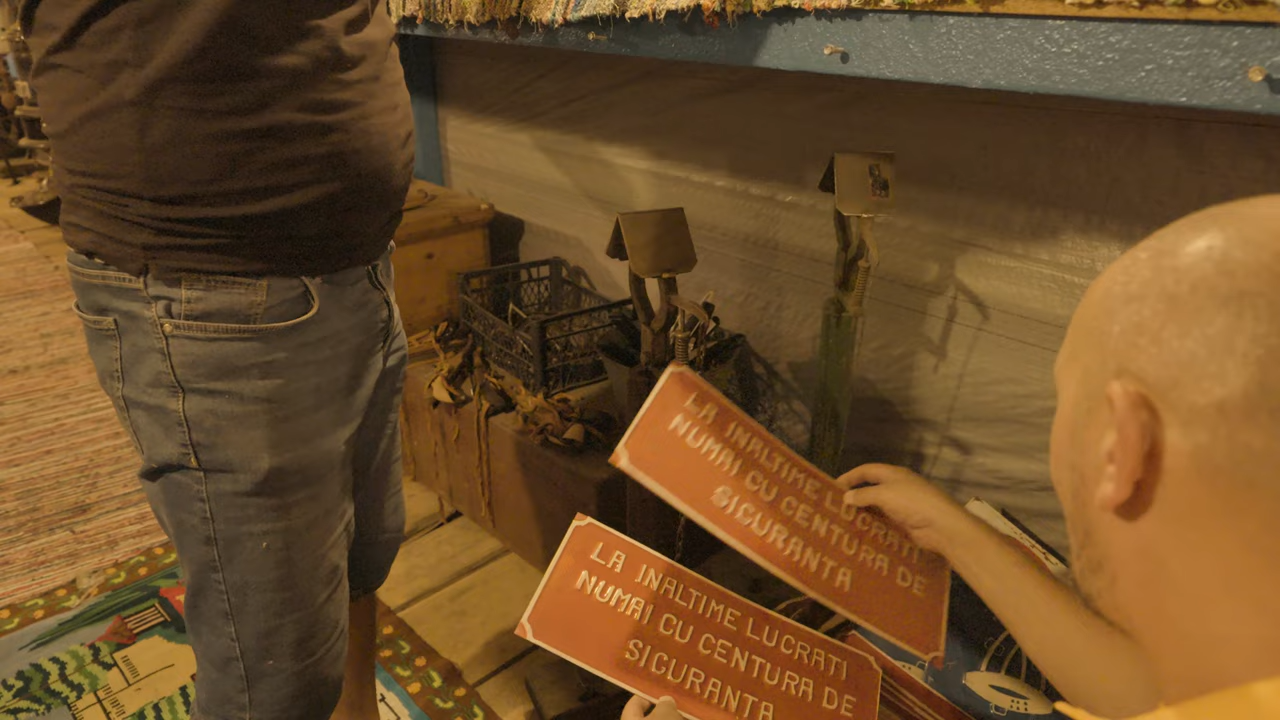 LA INALTIME LUCRATI
NUMAI CU CENTURA DE
SIGURANTA
LA INALTIME LUCRATI
NUMAI CU CENTURA DE
SIGURANTA